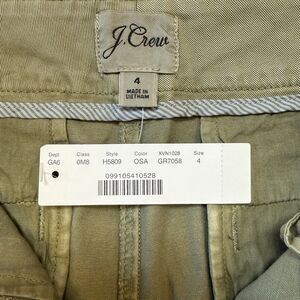 J.Crew
4
MADE IN
VIETNAM
Dept Class Style Color XVN1028 Size
GA6 0M8 H5809 OSA GR7058 4
099105410528